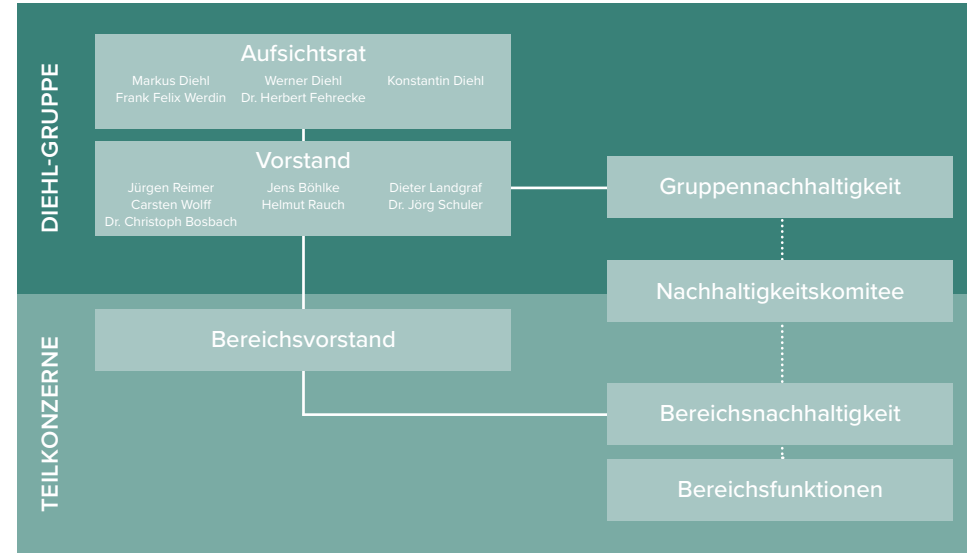 DIEHL-GRUPPE
Aufsichtsrat
Markus Diehl Werner Diehl Konstantin Diehl
Frank Felix Werdin Dr. Herbert Fehrecke
Vorstand
Jürgen Reimer Jens Böhlke Dieter Landgraf
Carsten Wolff Helmut Rauch Dr. Jörg Schuler
Dr. Christoph Bosbach
Gruppennachhaltigkeit
Nachhaltigkeitskomitee
TEILKONZERNE
Bereichsvorstand
Bereichsnachhaltigkeit
Bereichsfunktionen